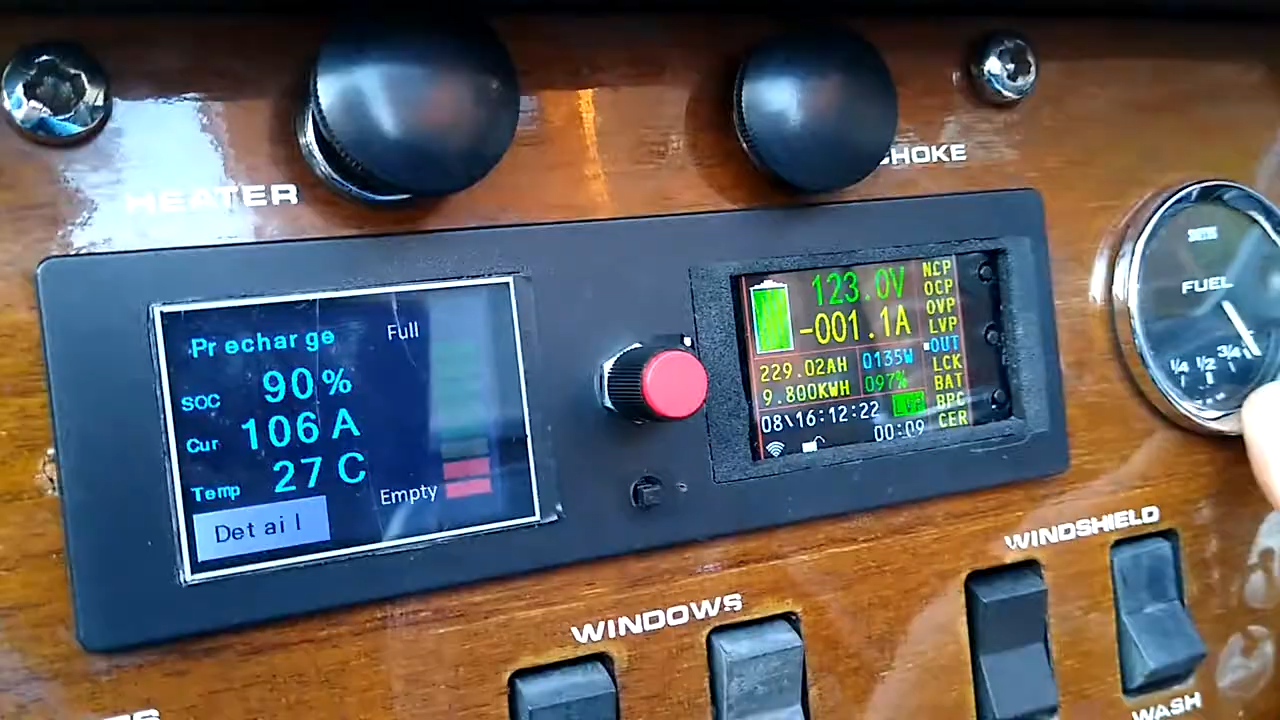 HEATER
CHOKE
FUEL
1/4 1/2 3/4
Precharge
Full
SOC 90%
Cur 106 A
Temp 27 C
Empty
Detail
123.0V
-001.1A
229.02AH 0135W
9.800KWH 097%
08\16:12:22
00:09
NCP
OCP
OVP
LVP
OUT
LCK
BAT
BPC
CER
WINDOWS
WINDSHIELD
WASH